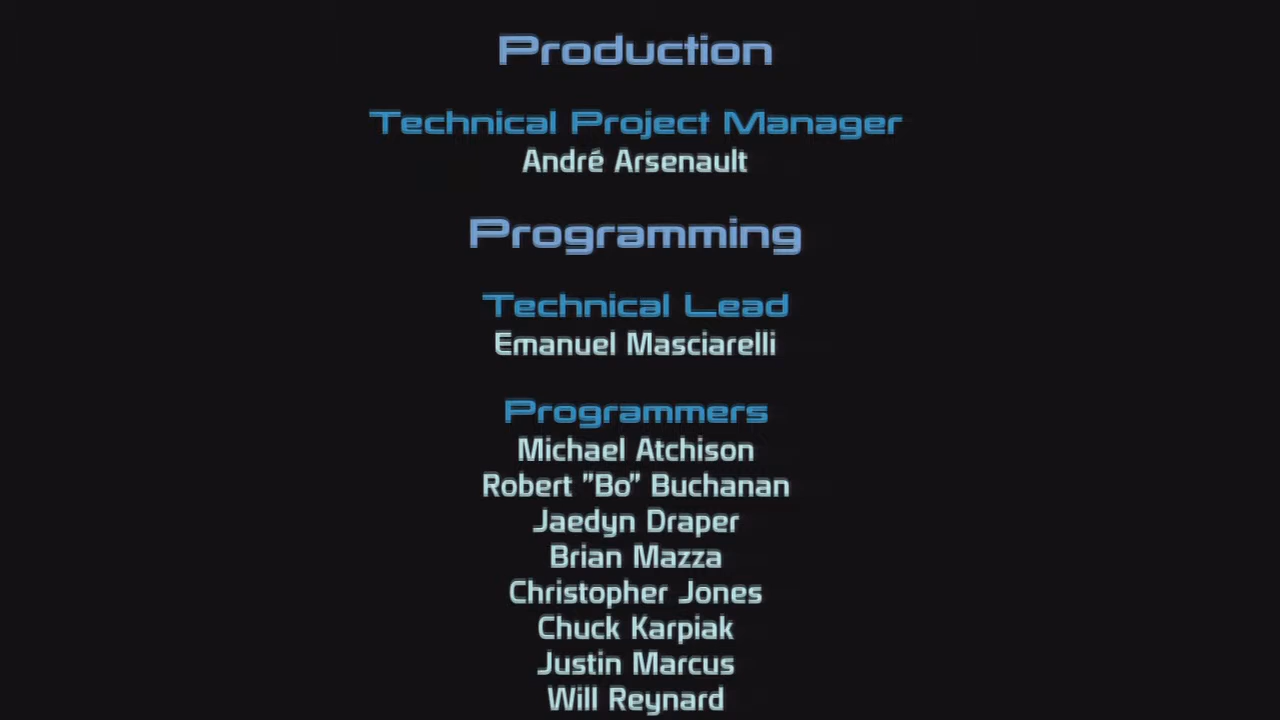 Production
Technical Project Manager
André Arsenault
Programming
Technical Lead
Emanuel Masciarelli
Programmers
Michael Atchison
Robert "Bo" Buchanan
Jaedyn Draper
Brian Mazza
Christopher Jones
Chuck Karpiak
Justin Marcus
Will Reynard